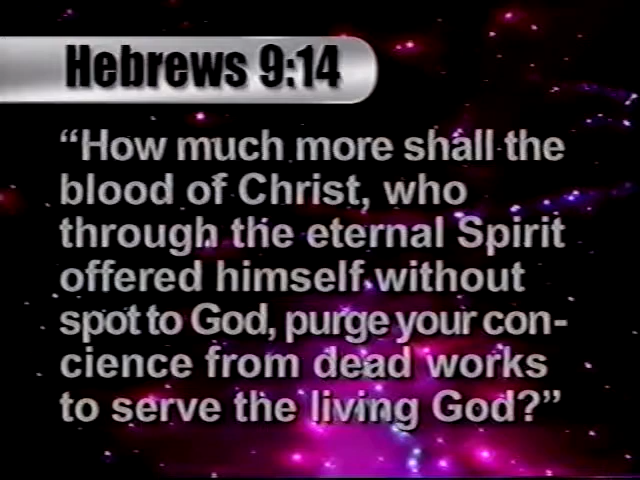 Hebrews 9:14
“How much more shall the
blood of Christ, who
through the eternal Spirit
offered himself without
spot to God, purge your con-
cience from dead works
to serve the living God?”